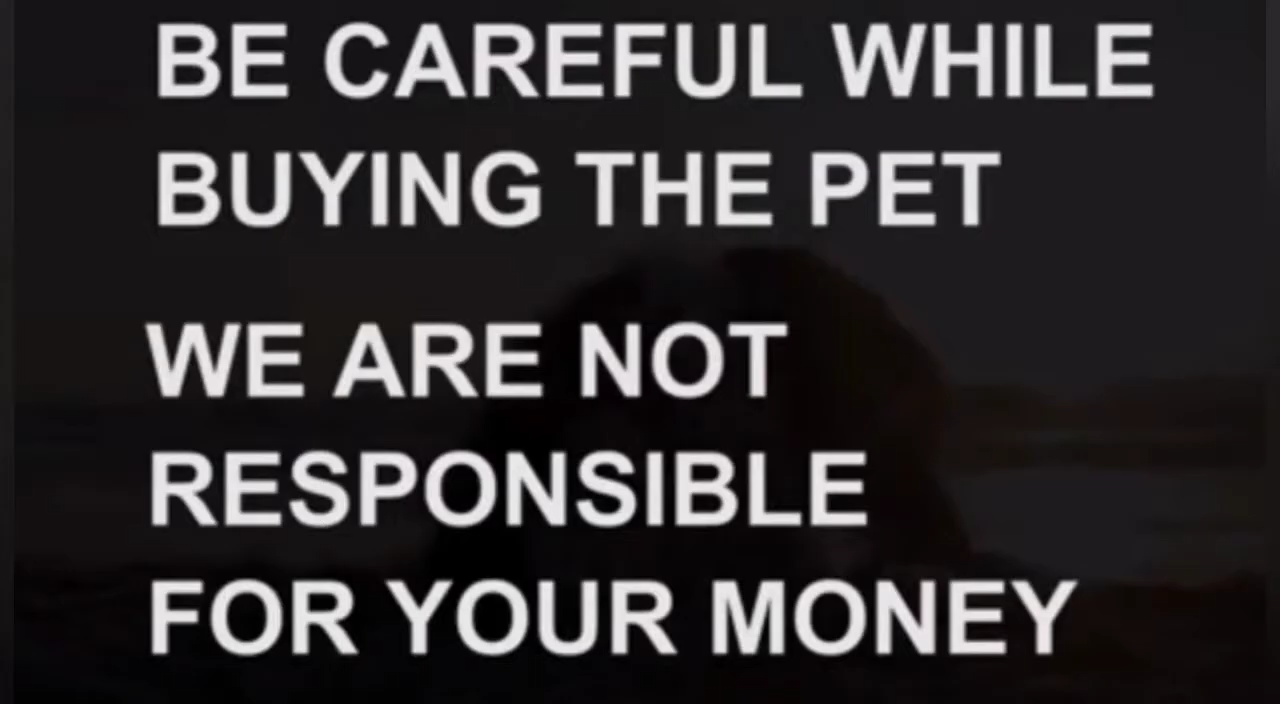 BE CAREFUL WHILE
BUYING THE PET
WE ARE NOT
RESPONSIBLE
FOR YOUR MONEY